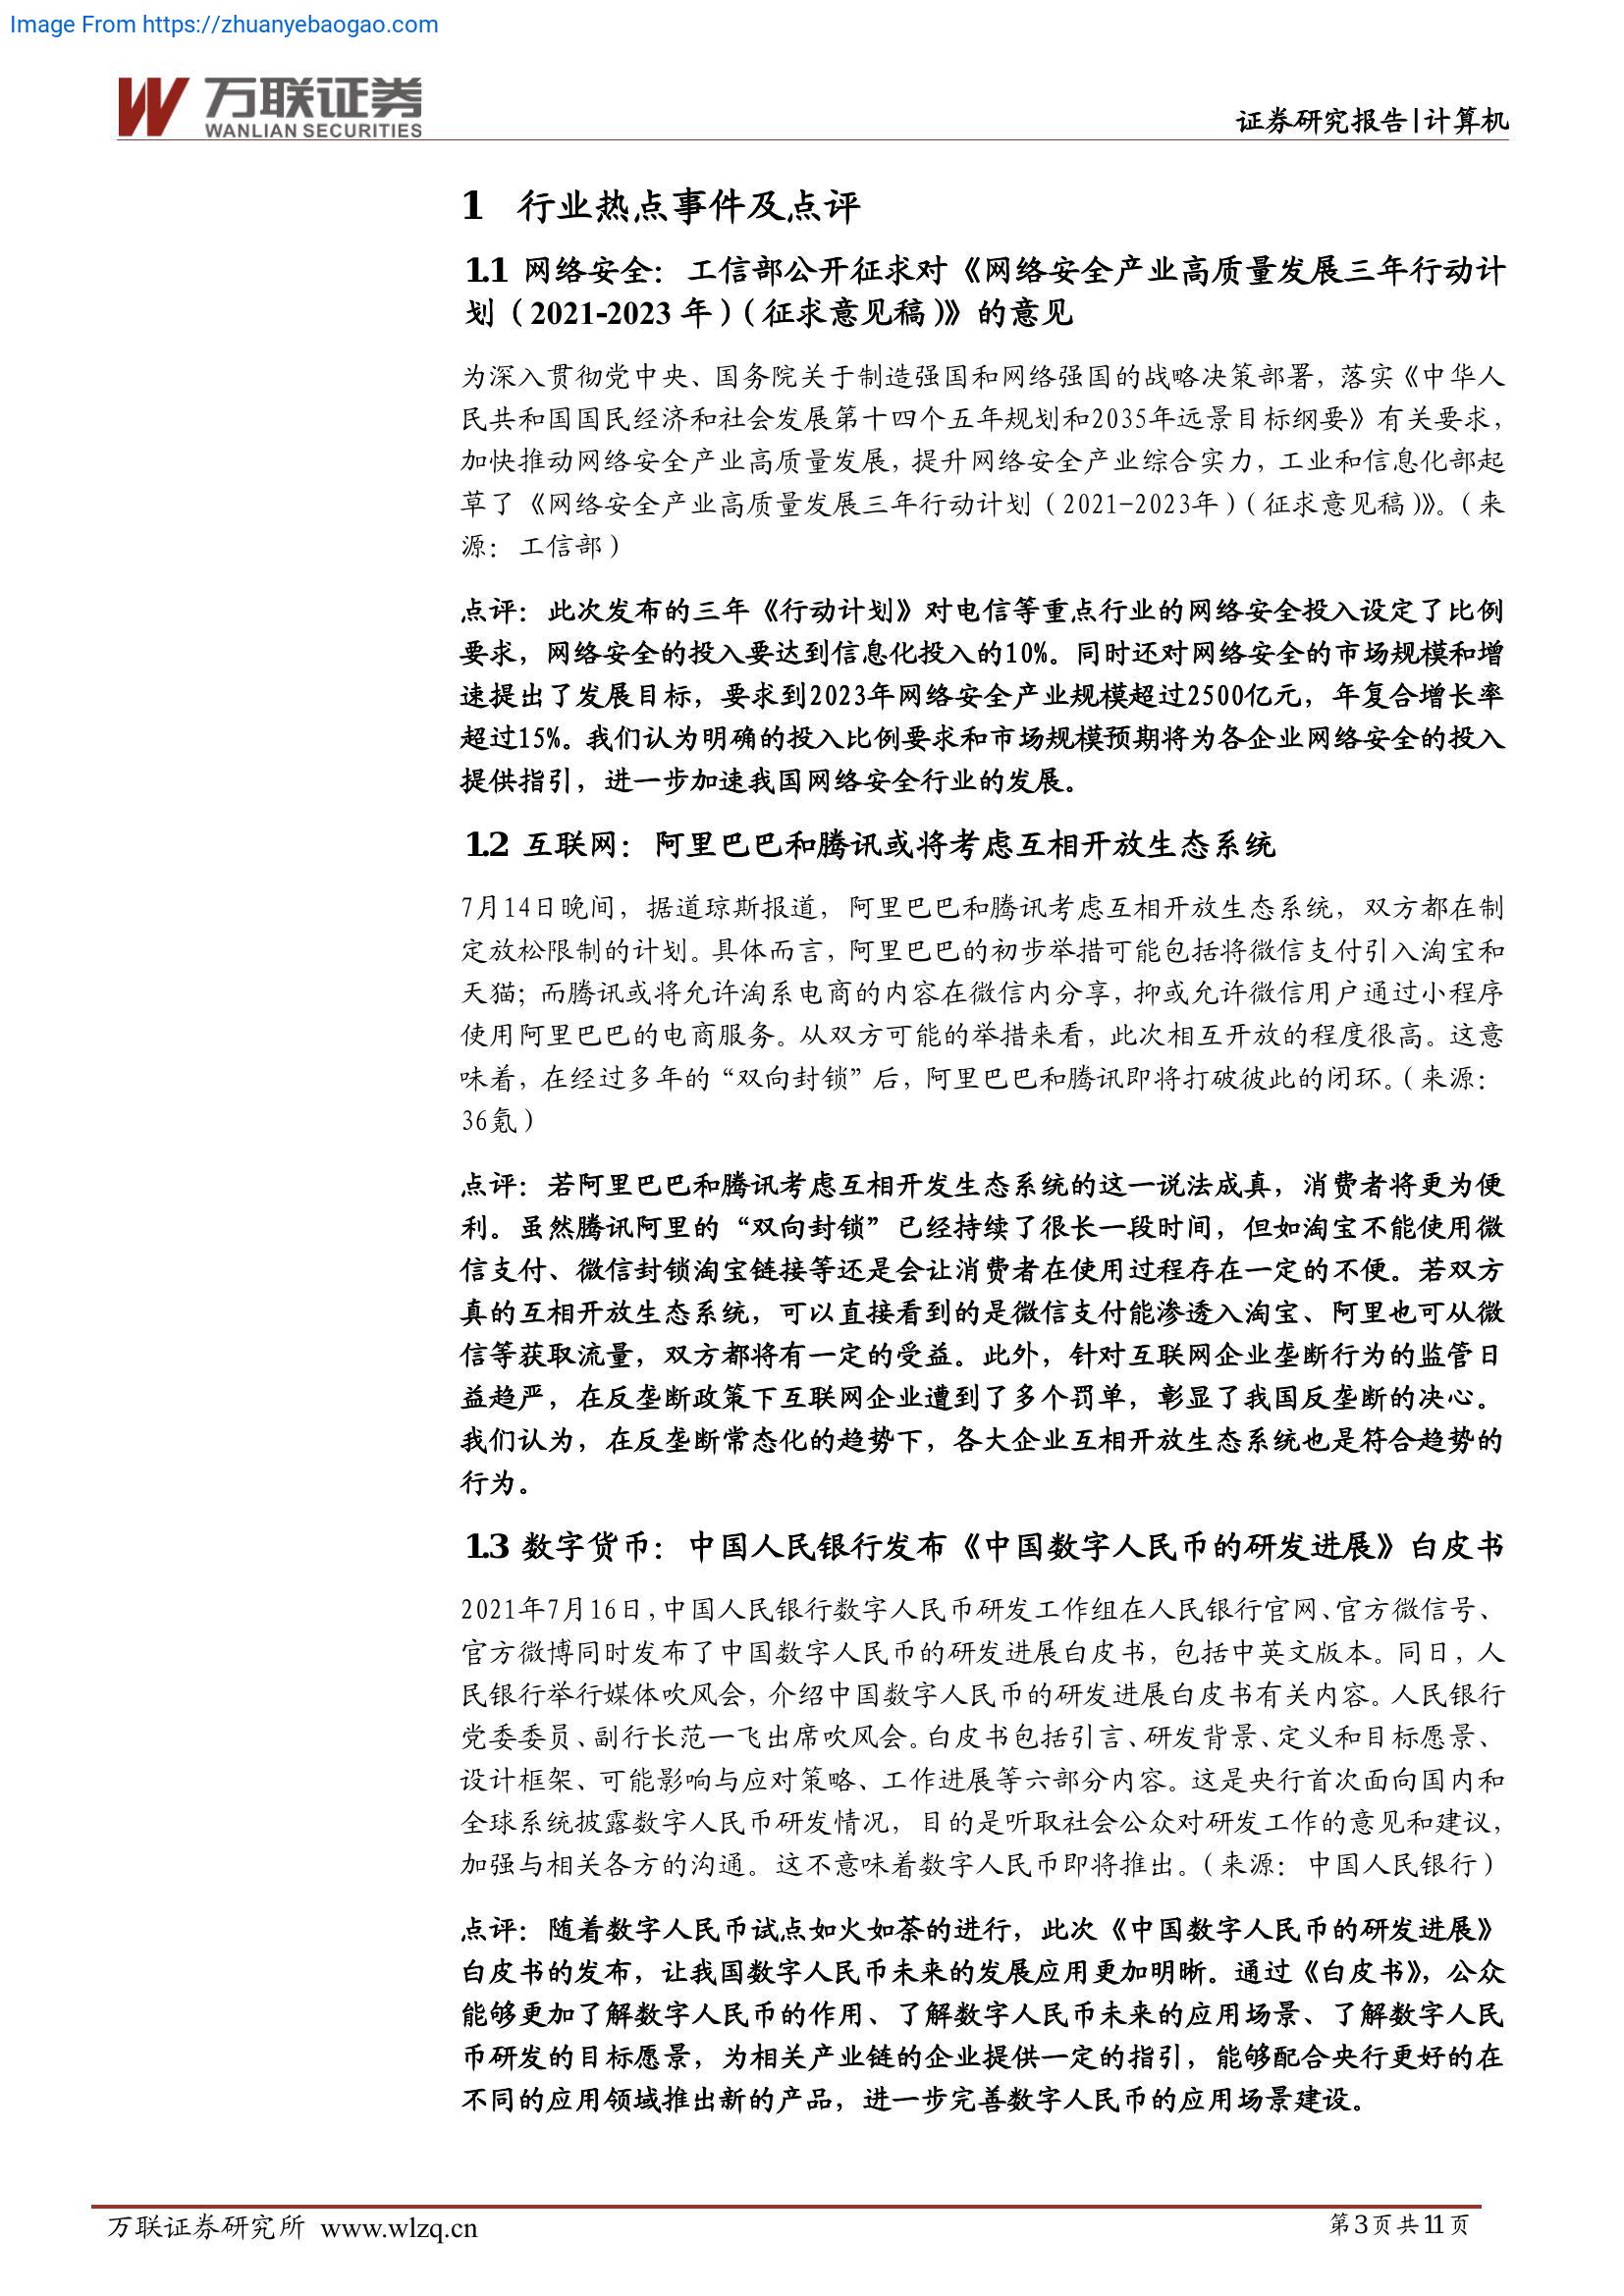 Image From https://zhuanyebaogao.com
万联证券
WANLIAN SECURITIES
证券研究报告|计算机
1 行业热点事件及点评
1.1 网络安全：工信部公开征求对《网络安全产业高质量发展三年行动计
划（2021-2023 年）（征求意见稿）》的意见
为深入贯彻党中央、国务院关于制造强国和网络强国的战略决策部署，落实《中华人
民共和国国民经济和社会发展第十四个五年规划和2035年远景目标纲要》有关要求，
加快推动网络安全产业高质量发展，提升网络安全产业综合实力，工业和信息化部起
草了《网络安全产业高质量发展三年行动计划（2021-2023年）（征求意见稿）》。（来
源：工信部）
点评：此次发布的三年《行动计划》对电信等重点行业的网络安全投入设定了比例
要求，网络安全的投入要达到信息化投入的10%。同时还对网络安全的市场规模和增
速提出了发展目标，要求到2023年网络安全产业规模超过2500亿元，年复合增长率
超过15%。我们认为明确的投入比例要求和市场规模预期将为各企业网络安全的投入
提供指引，进一步加速我国网络安全行业的发展。
1.2 互联网：阿里巴巴和腾讯或将考虑互相开放生态系统
7月14日晚间，据道琼斯报道，阿里巴巴和腾讯考虑互相开放生态系统，双方都在制
定放松限制的计划。具体而言，阿里巴巴的初步举措可能包括将微信支付引入淘宝和
天猫；而腾讯或将允许淘系电商的内容在微信内分享，抑或允许微信用户通过小程序
使用阿里巴巴的电商服务。从双方可能的举措来看，此次相互开放的程度很高。这意
味着，在经过多年的“双向封锁”后，阿里巴巴和腾讯即将打破彼此的闭环。（来源：
36氪）
点评：若阿里巴巴和腾讯考虑互相开发生态系统的这一说法成真，消费者将更为便
利。虽然腾讯阿里的“双向封锁”已经持续了很长一段时间，但如淘宝不能使用微
信支付、微信封锁淘宝链接等还是会让消费者在使用过程存在一定的不便。若双方
真的互相开放生态系统，可以直接看到的是微信支付能渗透入淘宝、阿里也可从微
信等获取流量，双方都将有一定的受益。此外，针对互联网企业垄断行为的监管日
益趋严，在反垄断政策下互联网企业遭到了多个罚单，彰显了我国反垄断的决心。
我们认为，在反垄断常态化的趋势下，各大企业互相开放生态系统也是符合趋势的
行为。
1.3 数字货币：中国人民银行发布《中国数字人民币的研发进展》白皮书
2021年7月16日，中国人民银行数字人民币研发工作组在人民银行官网、官方微信号、
官方微博同时发布了中国数字人民币的研发进展白皮书，包括中英文版本。同日，人
民银行举行媒体吹风会，介绍中国数字人民币的研发进展白皮书有关内容。人民银行
党委委员、副行长范一飞出席吹风会。白皮书包括引言、研发背景、定义和目标愿景、
设计框架、可能影响与应对策略、工作进展等六部分内容。这是央行首次面向国内和
全球系统披露数字人民币研发情况，目的是听取社会公众对研发工作的意见和建议，
加强与相关各方的沟通。这不意味着数字人民币即将推出。（来源：中国人民银行）
点评：随着数字人民币试点如火如荼的进行，此次《中国数字人民币的研发进展》
白皮书的发布，让我国数字人民币未来的发展应用更加明晰。通过《白皮书》，公众
能够更加了解数字人民币的作用、了解数字人民币未来的应用场景、了解数字人民
币研发的目标愿景，为相关产业链的企业提供一定的指引，能够配合央行更好的在
不同的应用领域推出新的产品，进一步完善数字人民币的应用场景建设。
万联证券研究所 www.wlzq.cn
第 3 页 共 11 页